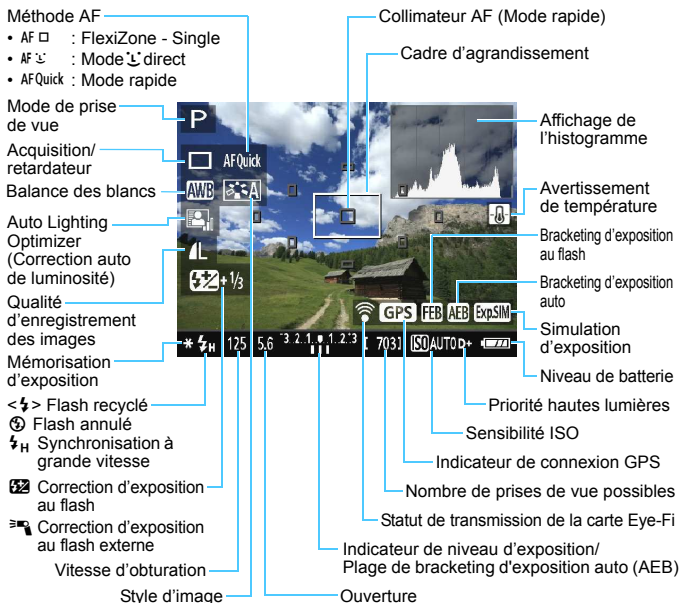 Méthode AF
• AF □ : FlexiZone - Single
• AF : Mode direct
• AF Quick : Mode rapide
Mode de prise
de vue
Acquisition/
retardateur
Balance des blancs
Auto Lighting
Optimizer
(Correction auto
de luminosité)
Qualité
d'enregistrement
des images
Mémorisation
d'exposition
< > Flash recyclé
Flash annulé
H Synchronisation à
grande vitesse
Correction d'exposition
au flash
Correction d'exposition
au flash externe
Vitesse d'obturation
Style d'image
Collimateur AF (Mode rapide)
Cadre d'agrandissement
P
AF Quick
AWB
A
L
+1/3
GPS FEB AEB Exp.SIM
* H 125 5.6 -3..2..1..0..1..2.:3 [ 703] ISO AUTO D+
Affichage de
l'histogramme
Avertissement
de température
Bracketing d'exposition
au flash
Bracketing d'exposition
auto
Simulation
d'exposition
Niveau de batterie
Priorité hautes lumières
Sensibilité ISO
Indicateur de connexion GPS
Nombre de prises de vue possibles
Statut de transmission de la carte Eye-Fi
Indicateur de niveau d'exposition/
Plage de bracketing d'exposition auto (AEB)
Ouverture